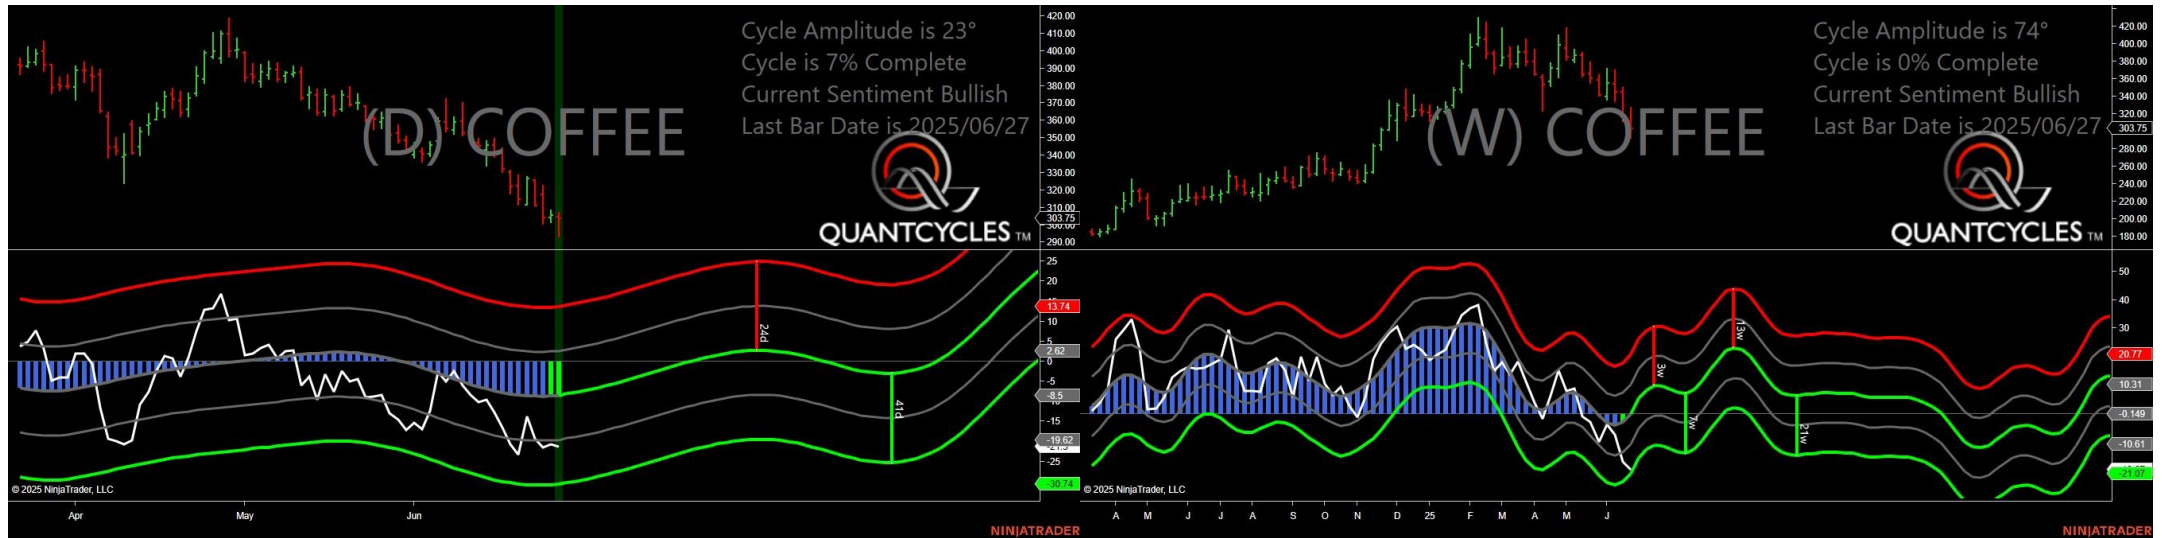 Cycle Amplitude is 23°
Cycle is 7% Complete
Current Sentiment Bullish
Last Bar Date is 2025/06/27
(D) COFFEE
QUANTCYCLES TM
420.00
410.00
400.00
390.00
380.00
370.00
360.00
350.00
340.00
330.00
320.00
310.00
303.75
300.00
290.00
25
20
13.74
10
5
2.62
0
-5
-8.5
-10
-15
-19.62
-25
-30.74
24d
41d
© 2025 NinjaTrader, LLC
Apr May Jun
NINJATRADER
Cycle Amplitude is 74°
Cycle is 0% Complete
Current Sentiment Bullish
Last Bar Date is 2025/06/27
(W) COFFEE
QUANTCYCLES TM
420.00
400.00
380.00
360.00
340.00
320.00
303.75
280.00
260.00
240.00
220.00
200.00
180.00
50
40
30
20.77
10.31
-0.149
-10.61
-21.07
3w
7w
13w
21w
© 2025 NinjaTrader, LLC
A M J J A S O N D 25 F M A M J
NINJATRADER